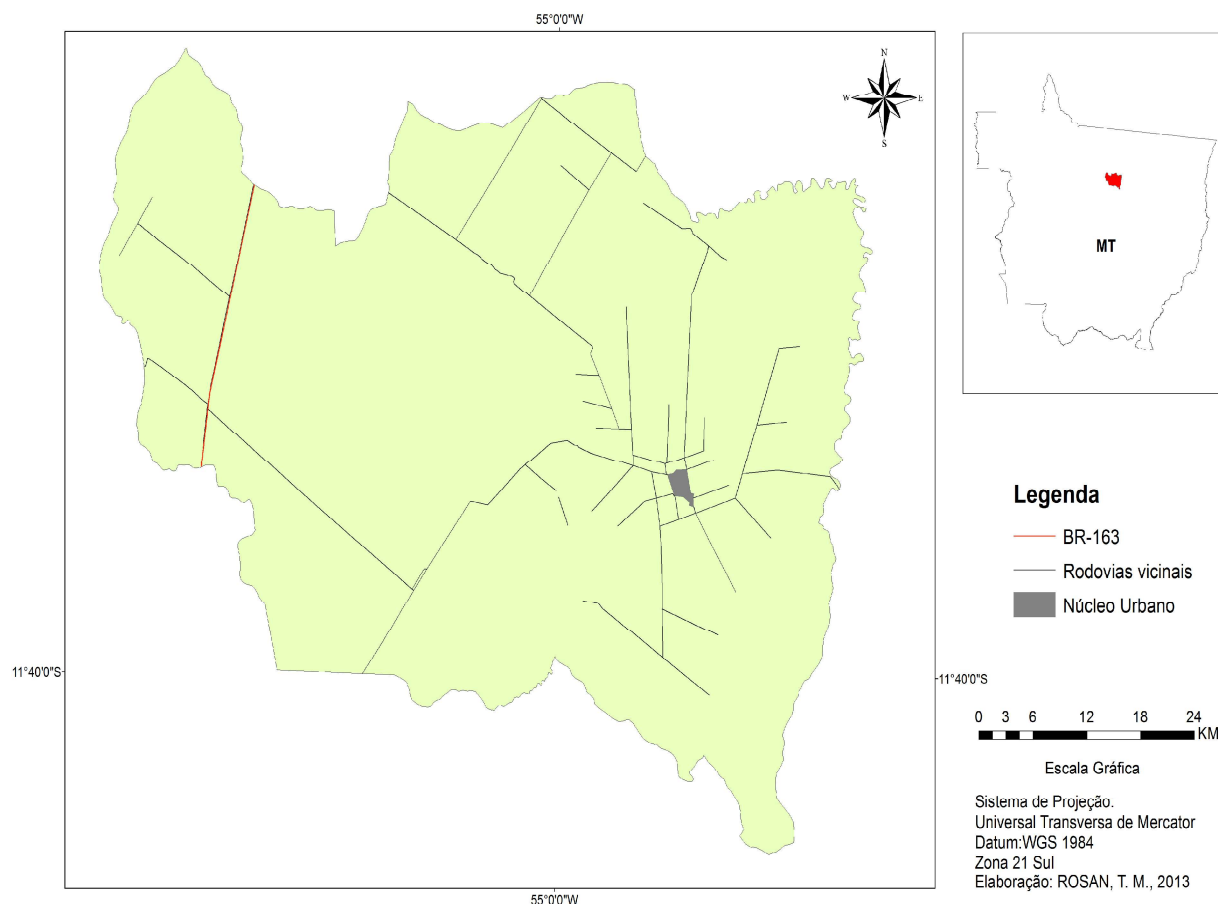 55°0'0"W
N
W
E
S
MT
11°40'0"S
11°40'0"S
Legenda
BR-163
Rodovias vicinais
Núcleo Urbano
0 3 6 12 18 24
KM
Escala Gráfica
Sistema de Projeção.
Universal Transversa de Mercator
Datum:WGS 1984
Zona 21 Sul
Elaboração: ROSAN, T. M., 2013
55°0'0"W